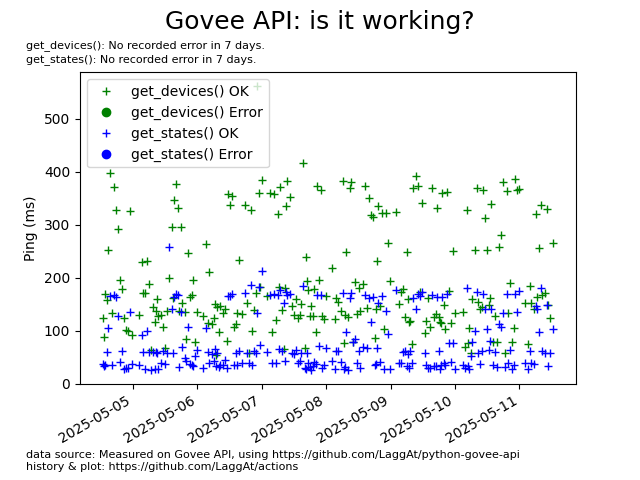 Govee API: is it working?
get_devices(): No recorded error in 7 days.
get_states(): No recorded error in 7 days.
get_devices() OK
get_devices() Error
get_states() OK
get_states() Error
Ping (ms)
500
400
300
200
100
0
2025-05-05
2025-05-06
2025-05-07
2025-05-08
2025-05-09
2025-05-10
2025-05-11
data source: Measured on Govee API, using https://github.com/LaggAt/python-govee-api
history & plot: https://github.com/LaggAt/actions